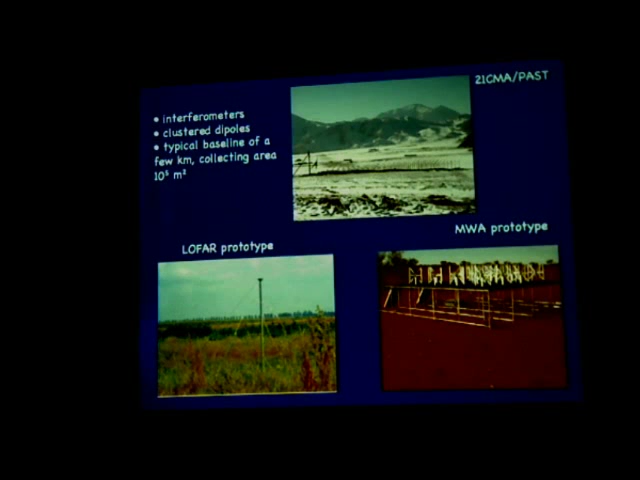 21CMA/PAST
• interferometers
• clustered dipoles
• typical baseline of a
few km, collecting area
10⁵ m²
MWA prototype
LOFAR prototype